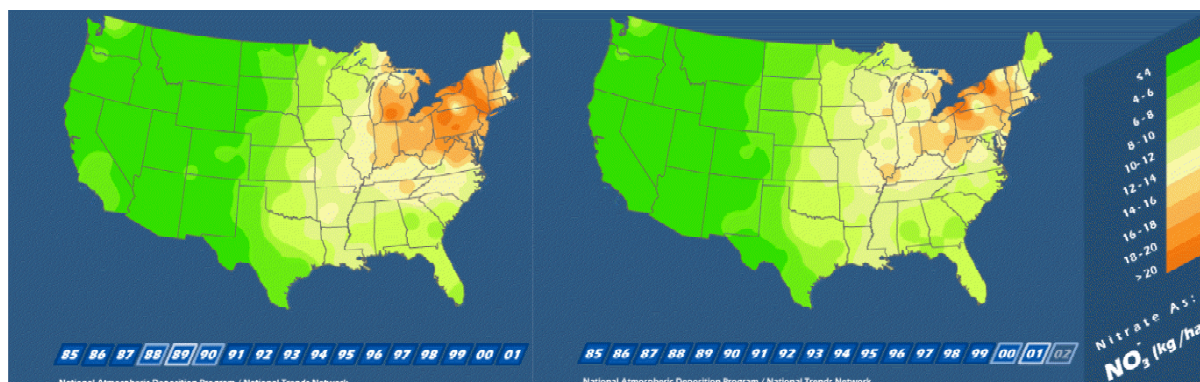 85 86 87 88 89 90 91 92 93 94 95 96 97 98 99 00 01
National Atmospheric Deposition Program / National Trends Network
85 86 87 88 89 90 91 92 93 94 95 96 97 98 99 00 01 02
National Atmospheric Deposition Program / National Trends Network
≤4
4 - 6
6 - 8
8 - 10
10 - 12
12 - 14
14 - 16
16 - 18
18 - 20
>20
Nitrate As:
NO₃⁻ (kg/ha